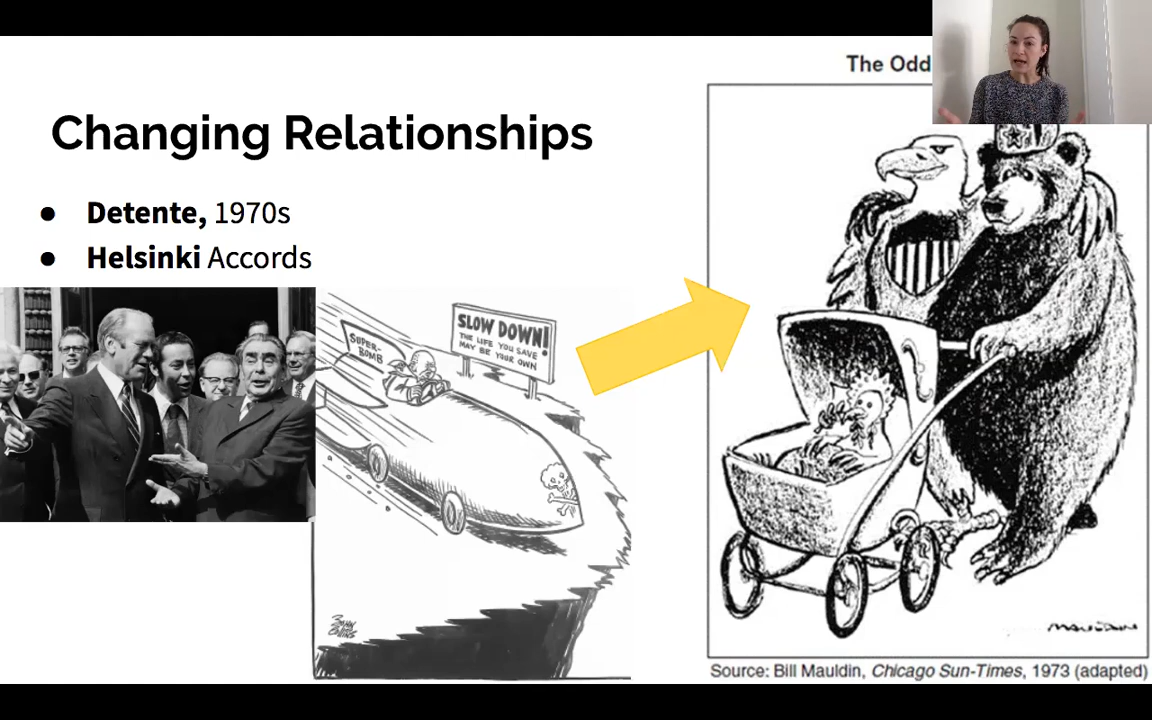 The Odd
Changing Relationships
● Detente, 1970s
● Helsinki Accords
SLOW DOWN!
THE LIFE YOU SAVE
MAY BE YOUR OWN
SUPER-
BOMB
MAULDIN
Source: Bill Mauldin, Chicago Sun-Times, 1973 (adapted)